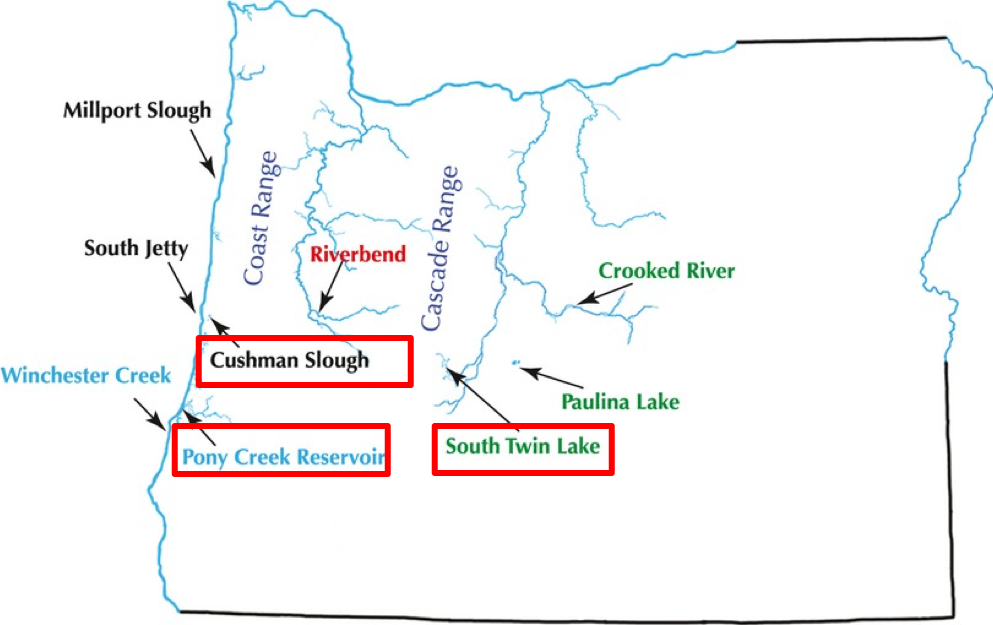 Millport Slough
Coast Range
Cascade Range
South Jetty
Riverbend
Crooked River
Cushman Slough
Winchester Creek
Paulina Lake
South Twin Lake
Pony Creek Reservoir